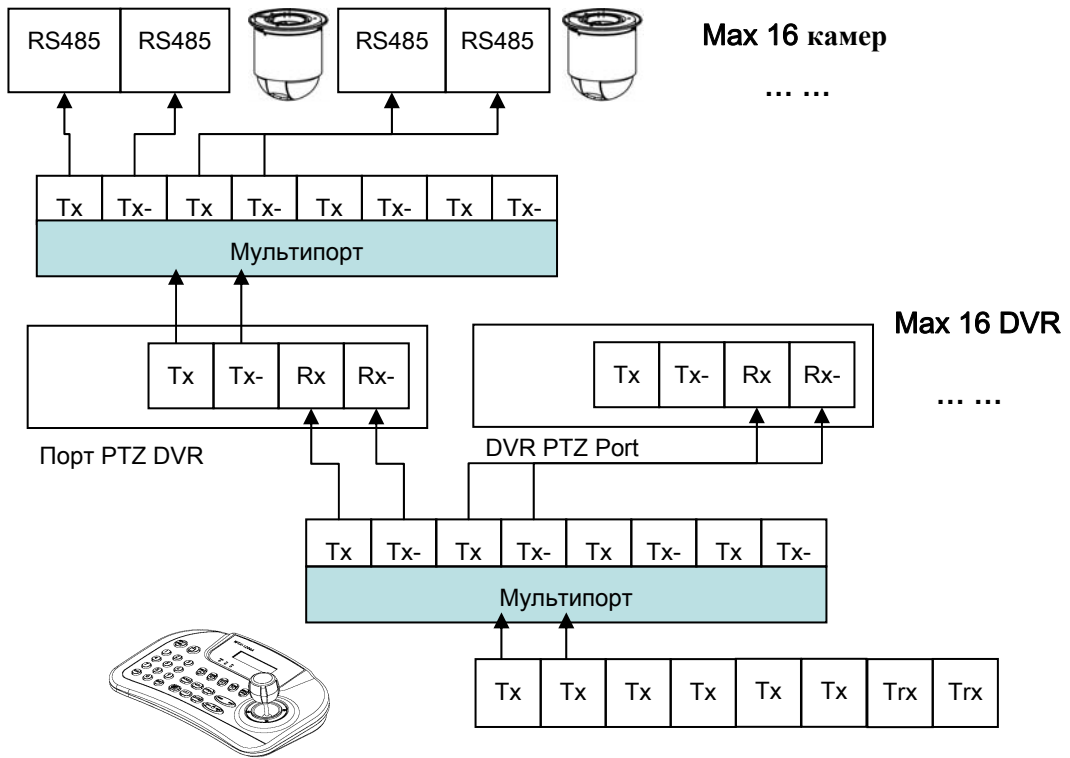 RS485 RS485 RS485 RS485 Max 16 камер
... ...
Tx Tx- Tx Tx- Tx Tx- Tx Tx-
Мультипорт
Max 16 DVR
Tx Tx- Rx Rx- Tx Tx- Rx Rx-
... ...
Порт PTZ DVR DVR PTZ Port
Tx Tx- Tx Tx- Tx Tx- Tx Tx-
Мультипорт
Tx Tx Tx Tx Tx Tx Trx Trx